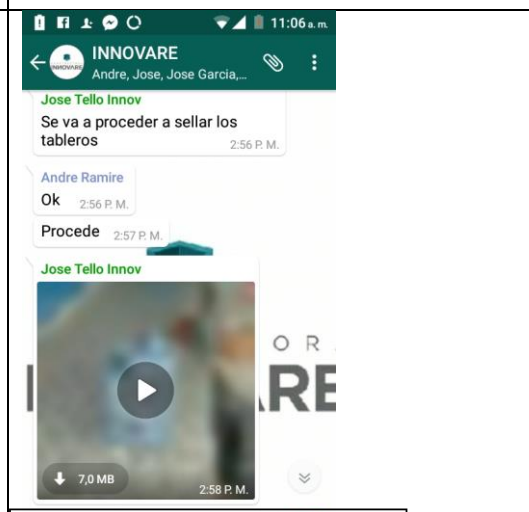 11:06 a. m.
INNOVARE
INNOVARE
Andre, Jose, Jose Garcia,...
Jose Tello Innov
Se va a proceder a sellar los
tableros
2:56 P. M.
Andre Ramire
Ok 2:56 P. M.
Procede 2:57 P. M.
Jose Tello Innov
O R
RE
7,0 MB
2:58 P. M.